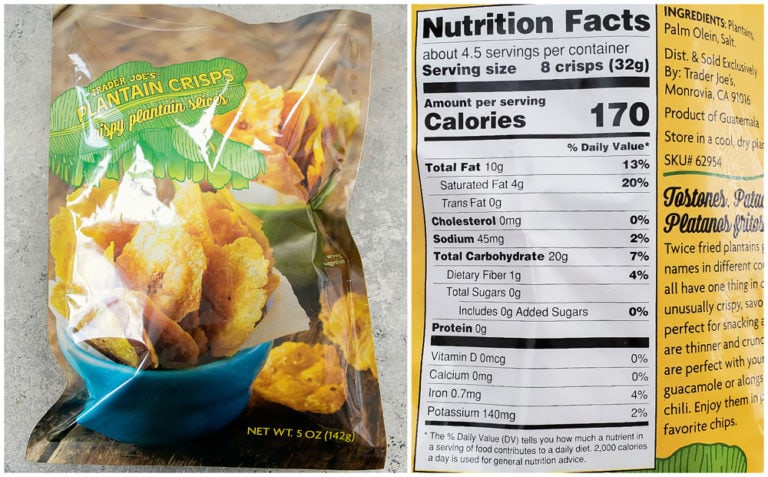 TRADER JOE'S
PLANTAIN CRISPS
crispy plantain slices
NET WT. 5 OZ (142g)
Nutrition Facts
about 4.5 servings per container
Serving size 8 crisps (32g)
Amount per serving
Calories 170
% Daily Value*
Total Fat 10g 13%
Saturated Fat 4g 20%
Trans Fat 0g
Cholesterol 0mg 0%
Sodium 45mg 2%
Total Carbohydrate 20g 7%
Dietary Fiber 1g 4%
Total Sugars 0g
Includes 0g Added Sugars 0%
Protein 0g
Vitamin D 0mcg 0%
Calcium 0mg 0%
Iron 0.7mg 4%
Potassium 140mg 2%
* The % Daily Value (DV) tells you how much a nutrient in
a serving of food contributes to a daily diet. 2,000 calories
a day is used for general nutrition advice.
INGREDIENTS: Plantains,
Palm Olein, Salt.
Dist. & Sold Exclusively
By: Trader Joe's,
Monrovia, CA 91016
Product of Guatemala
Store in a cool, dry
SKU# 62954
Tostones,
Platanos fritos
Twice fried plantains
names in different
all have one thing in
unusually crispy,
perfect for snacking
are thinner and
are perfect with your
guacamole or
chili. Enjoy them in
favorite chips.